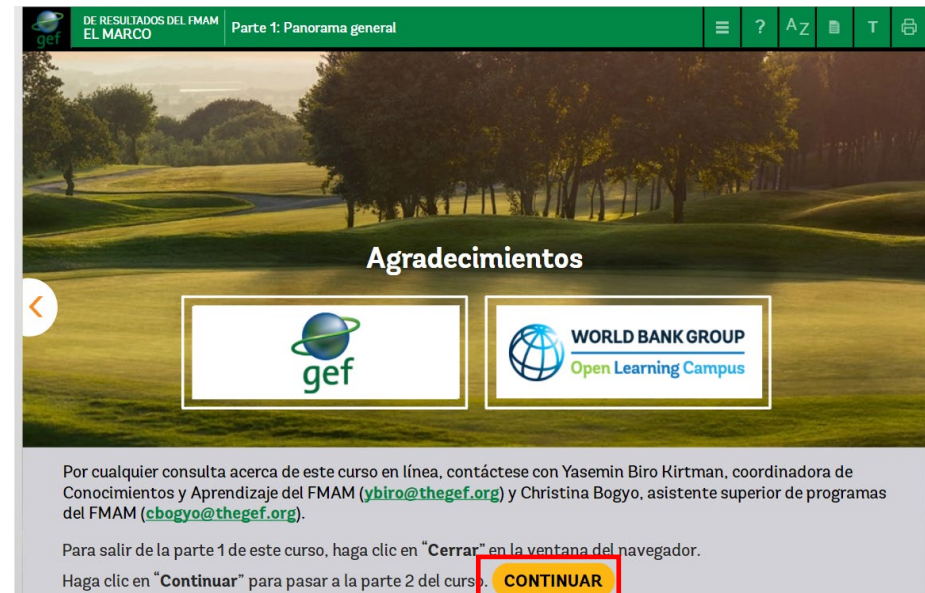 gef
DE RESULTADOS DEL FMAM
EL MARCO
Parte 1: Panorama general
? AZ T
Agradecimientos
gef
WORLD BANK GROUP
Open Learning Campus
Por cualquier consulta acerca de este curso en línea, contáctese con Yasemin Biro Kirtman, coordinadora de
Conocimientos y Aprendizaje del FMAM (ybiro@thegef.org) y Christina Bogyo, asistente superior de programas
del FMAM (cbogyo@thegef.org).
Para salir de la parte 1 de este curso, haga clic en "Cerrar" en la ventana del navegador.
Haga clic en "Continuar" para pasar a la parte 2 del curso. CONTINUAR